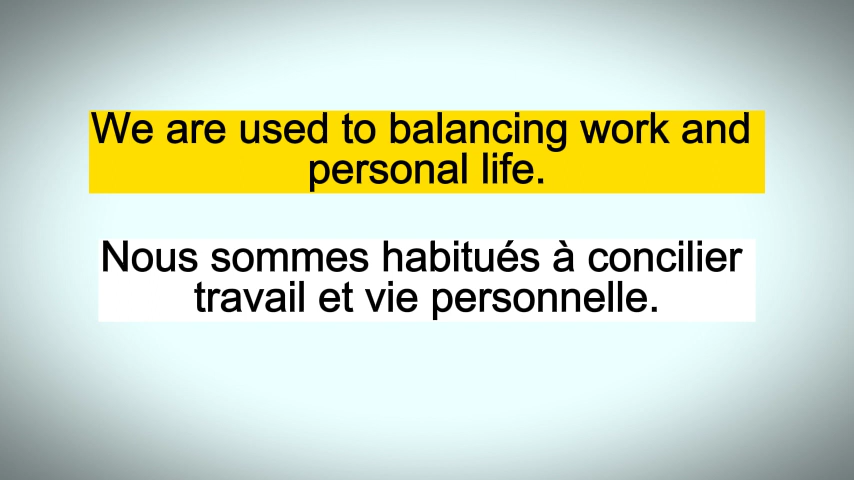 We are used to balancing work and
personal life.
Nous sommes habitués à concilier
travail et vie personnelle.